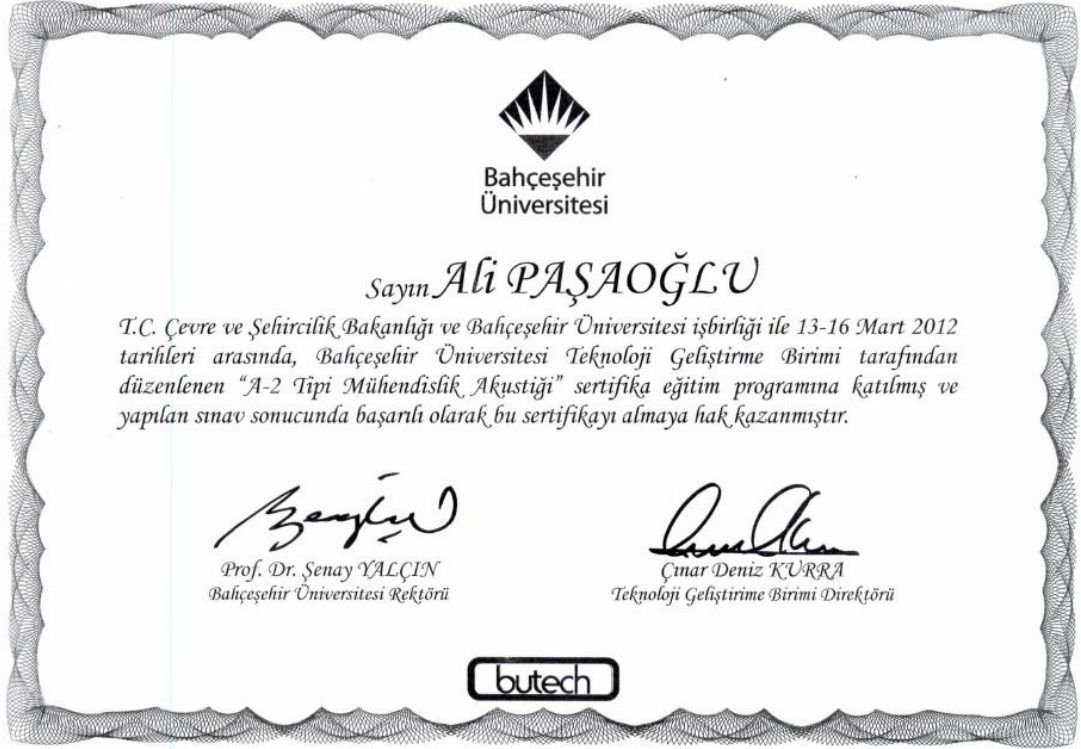 Bahçeşehir
Üniversitesi
Sayın Ali PAŞAOĞLU
T.C. Çevre ve Şehircilik Bakanlığı ve Bahçeşehir Üniversitesi işbirliği ile 13-16 Mart 2012
tarihleri arasında, Bahçeşehir Üniversitesi Teknoloji Geliştirme Birimi tarafından
düzenlenen "A-2 Tipi Mühendislik Akustiği" sertifika eğitim programına katılmış ve
yapılan sınav sonucunda başarılı olarak bu sertifikayı almaya hak kazanmıştır.
Prof. Dr. Şenay YALÇIN
Bahçeşehir Üniversitesi Rektörü
Çınar Deniz KURRA
Teknoloji Geliştirime Birimi Direktörü
butech